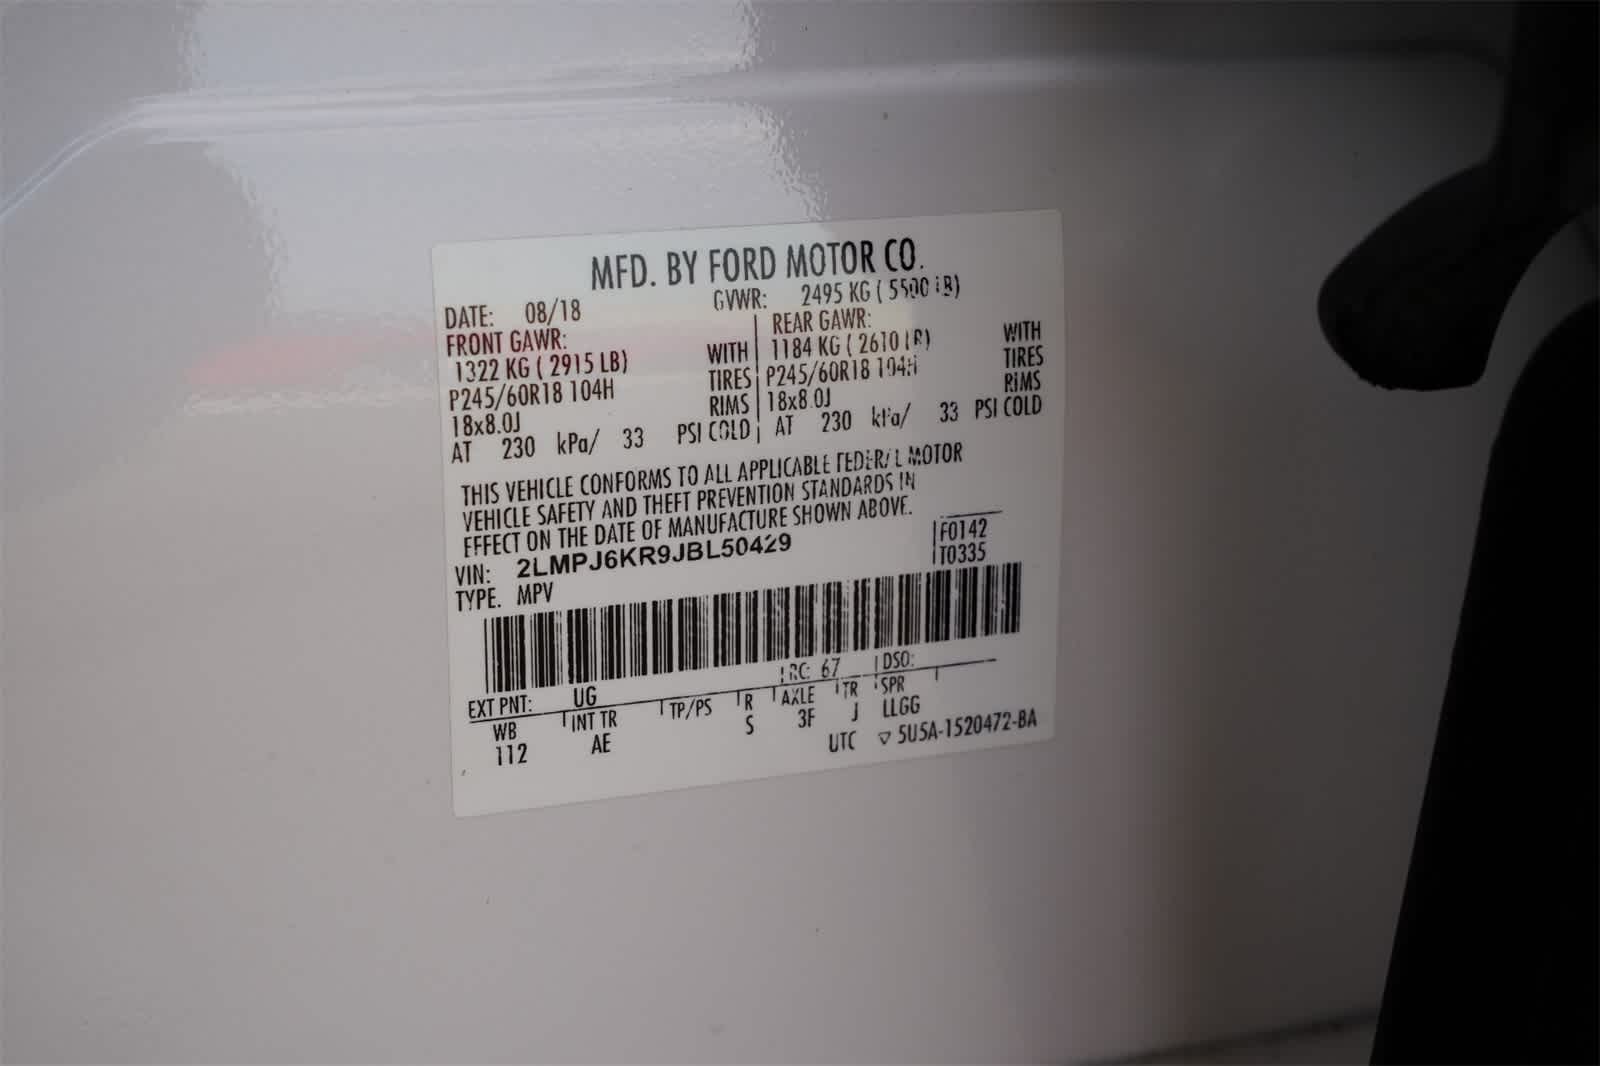 MFD. BY FORD MOTOR CO.
DATE: 08/18 GVWR: 2495 KG ( 5500 LB)
FRONT GAWR: REAR GAWR:
1322 KG ( 2915 LB) WITH 1184 KG ( 2610 LB) WITH
P245/60R18 104H TIRES P245/60R18 104H TIRES
18x8.0J RIMS 18x8.0J RIMS
AT 230 kPa/ 33 PSI COLD AT 230 kPa/ 33 PSI COLD
THIS VEHICLE CONFORMS TO ALL APPLICABLE FEDERAL MOTOR
VEHICLE SAFETY AND THEFT PREVENTION STANDARDS IN
EFFECT ON THE DATE OF MANUFACTURE SHOWN ABOVE.
VIN: 2LMPJ6KR9JBL50429 F0142
TYPE. MPV T0335
EXT PNT: UG RC: 67 DSO:
WB INT TR TP/PS R AXLE TR SPR
112 AE S 3F J LLGG
UTC ▽ 5U5A-1520472-BA